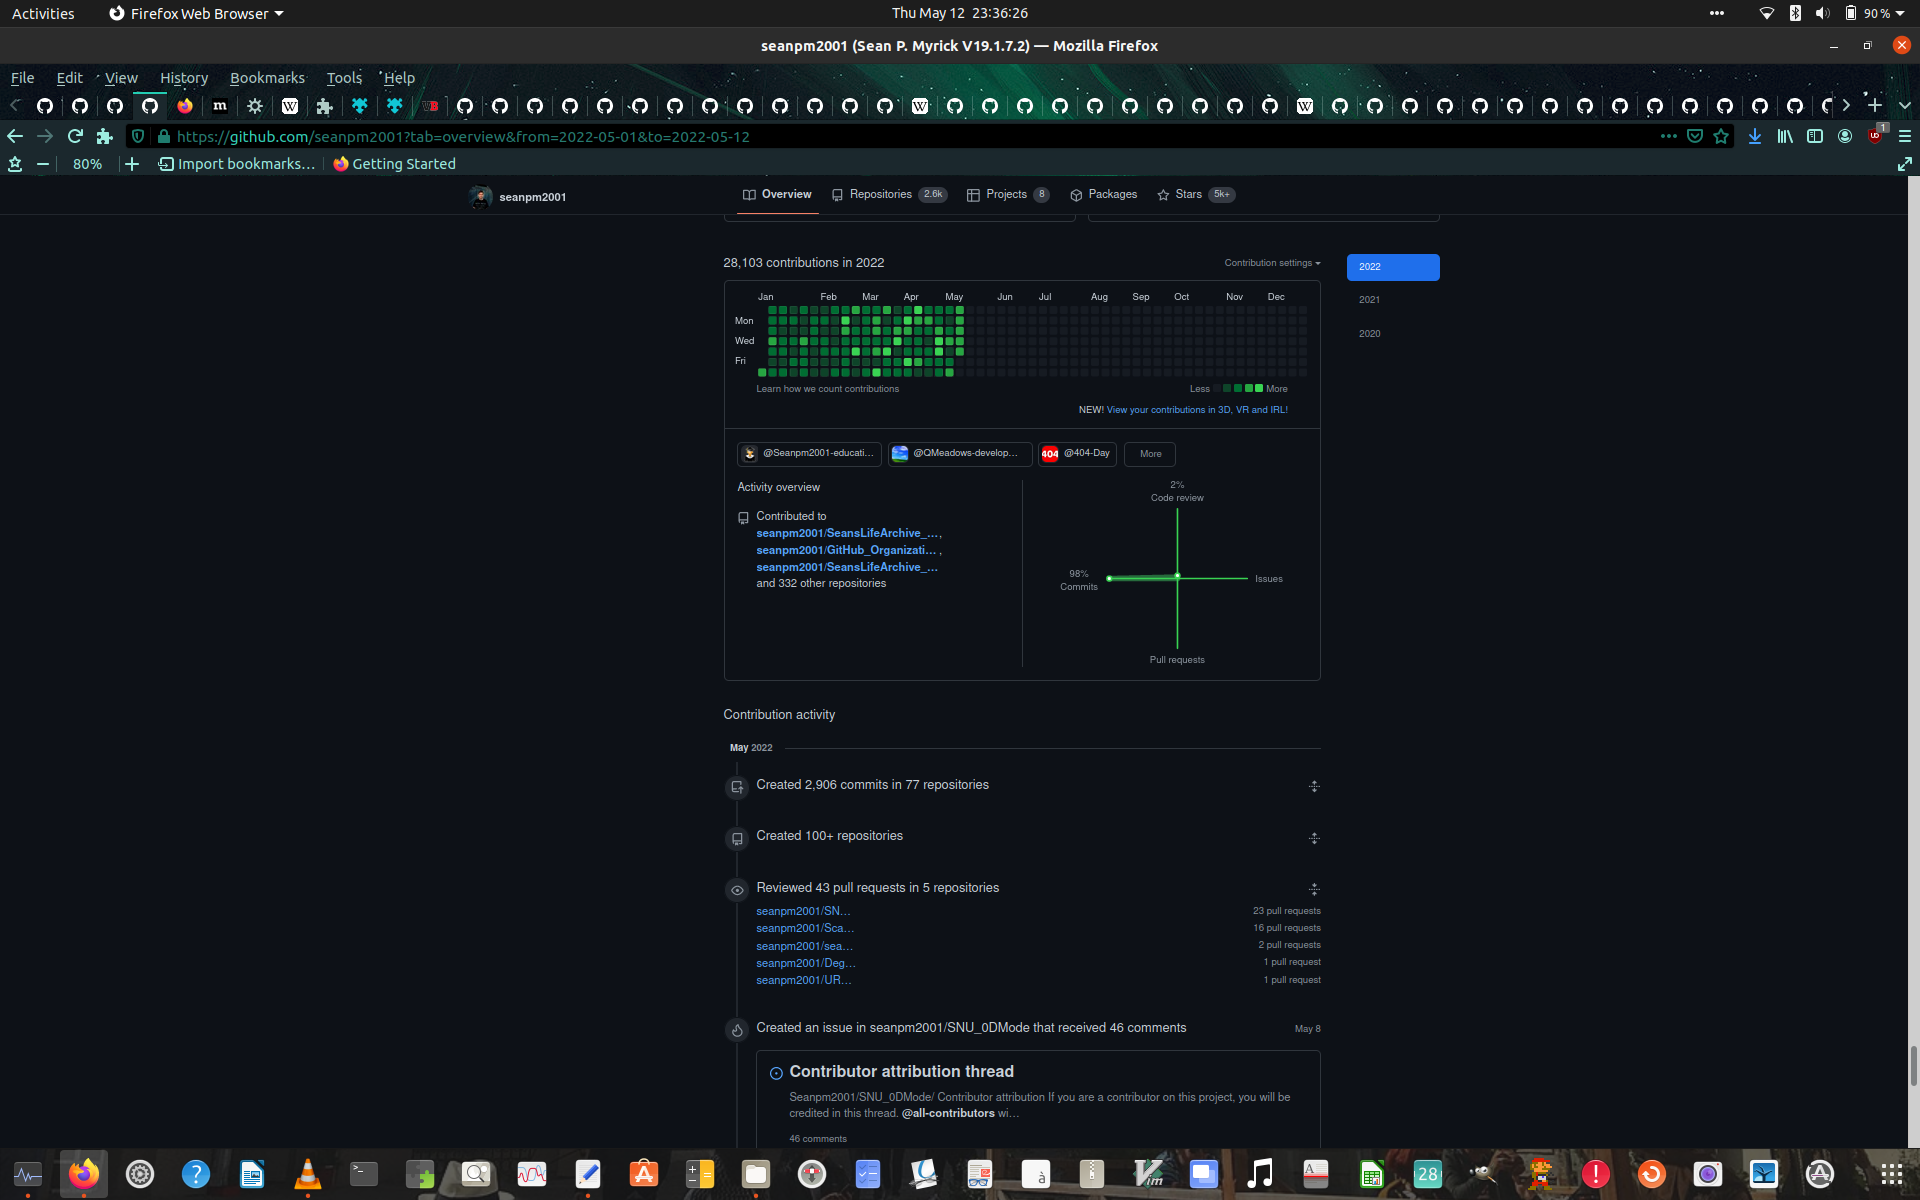 Activities
Firefox Web Browser
Thu May 12 23:36:26
90 %
seanpm2001 (Sean P. Myrick V19.1.7.2) — Mozilla Firefox
File Edit View History Bookmarks Tools Help
https://github.com/seanpm2001?tab=overview&from=2022-05-01&to=2022-05-12
1
80%
Import bookmarks...
Getting Started
seanpm2001
Overview
Repositories 2.6k
Projects 8
Packages
Stars 5k+
28,103 contributions in 2022
Contribution settings
2022
2021
2020
Jan Feb Mar Apr May Jun Jul Aug Sep Oct Nov Dec
Mon
Wed
Fri
Learn how we count contributions
Less More
NEW! View your contributions in 3D, VR and IRL!
@Seanpm2001-educati...
@QMeadows-develop...
404 @404-Day
More
Activity overview
Contributed to
seanpm2001/SeansLifeArchive_...,
seanpm2001/GitHub_Organizati... ,
seanpm2001/SeansLifeArchive_...
and 332 other repositories
2%
Code review
98%
Commits
Issues
Pull requests
Contribution activity
May 2022
Created 2,906 commits in 77 repositories
Created 100+ repositories
Reviewed 43 pull requests in 5 repositories
seanpm2001/SN... 23 pull requests
seanpm2001/Sca... 16 pull requests
seanpm2001/sea... 2 pull requests
seanpm2001/Deg... 1 pull request
seanpm2001/UR... 1 pull request
Created an issue in seanpm2001/SNU_0DMode that received 46 comments
May 8
Contributor attribution thread
Seanpm2001/SNU_0DMode/ Contributor attribution If you are a contributor on this project, you will be
credited in this thread. @all-contributors wi...
46 comments
28